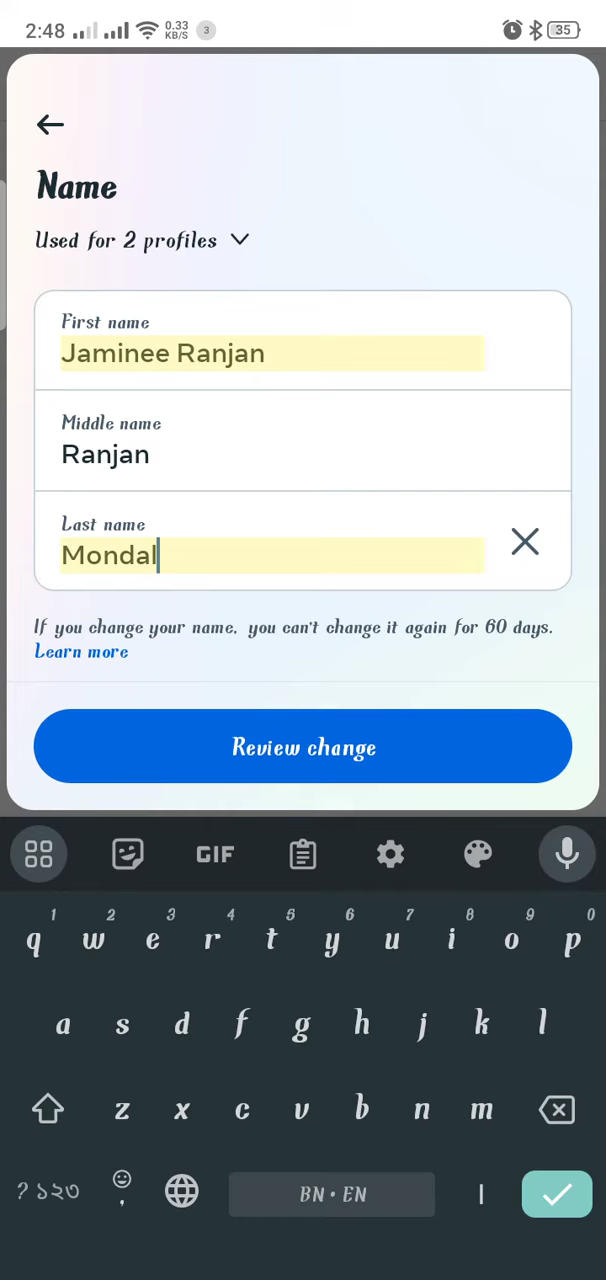 2:48 0.33 KB/S 3 35
Name
Used for 2 profiles
First name
Jaminee Ranjan
Middle name
Ranjan
Last name
Mondal
If you change your name, you can't change it again for 60 days.
Learn more
Review change
GIF
1 2 3 4 5 6 7 8 9 0
q w e r t y u i o p
a s d f g h j k l
z x c v b n m
? ১২৩ , BN • EN |